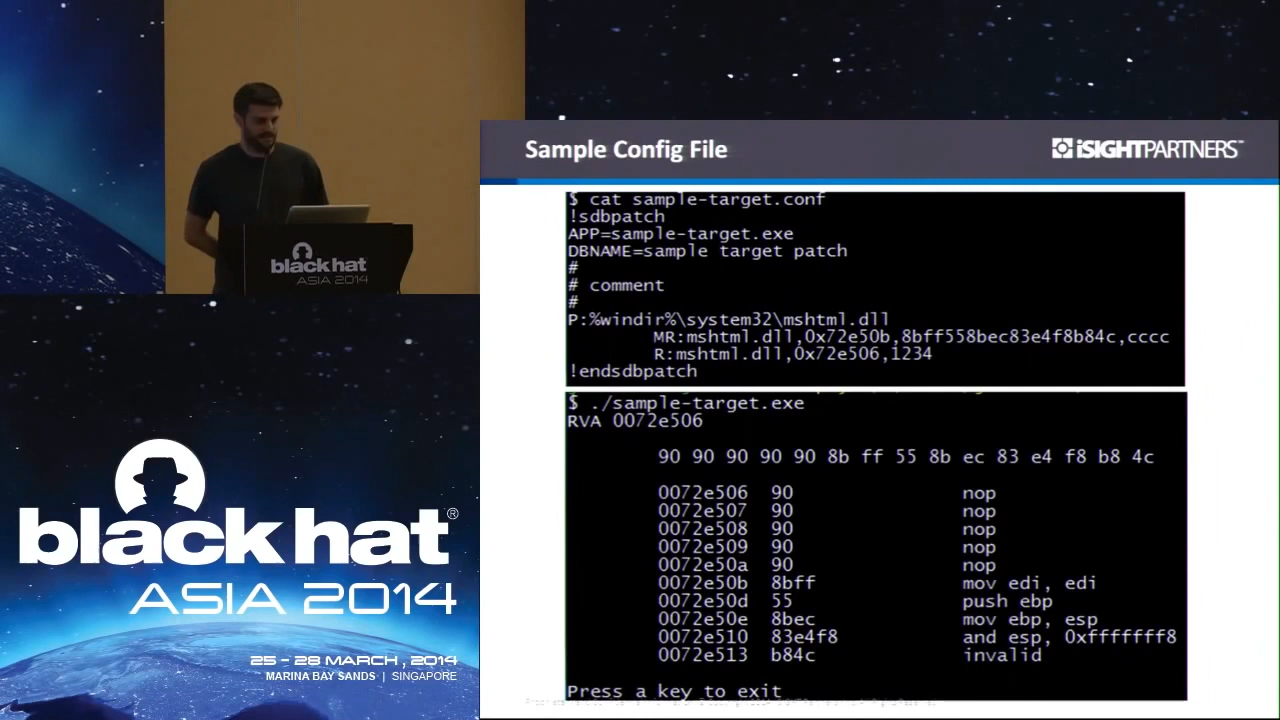 blackhat
ASIA 2014
blackhat®
ASIA 2014
25 - 28 MARCH, 2014
MARINA BAY SANDS | SINGAPORE
Sample Config File
iSIGHTPARTNERS™
$ cat sample-target.conf
!sdbpatch
APP=sample-target.exe
DBNAME=sample target patch
#
# comment
#
P:%windir%\system32\mshtml.dll
MR:mshtml.dll,0x72e50b,8bff558bec83e4f8b84c,cccc
R:mshtml.dll,0x72e506,1234
!endsdbpatch
$ ./sample-target.exe
RVA 0072e506
90 90 90 90 90 8b ff 55 8b ec 83 e4 f8 b8 4c
0072e506 90 nop
0072e507 90 nop
0072e508 90 nop
0072e509 90 nop
0072e50a 90 nop
0072e50b 8bff mov edi, edi
0072e50d 55 push ebp
0072e50e 8bec mov ebp, esp
0072e510 83e4f8 and esp, 0xfffffff8
0072e513 b84c invalid
Press a key to exit